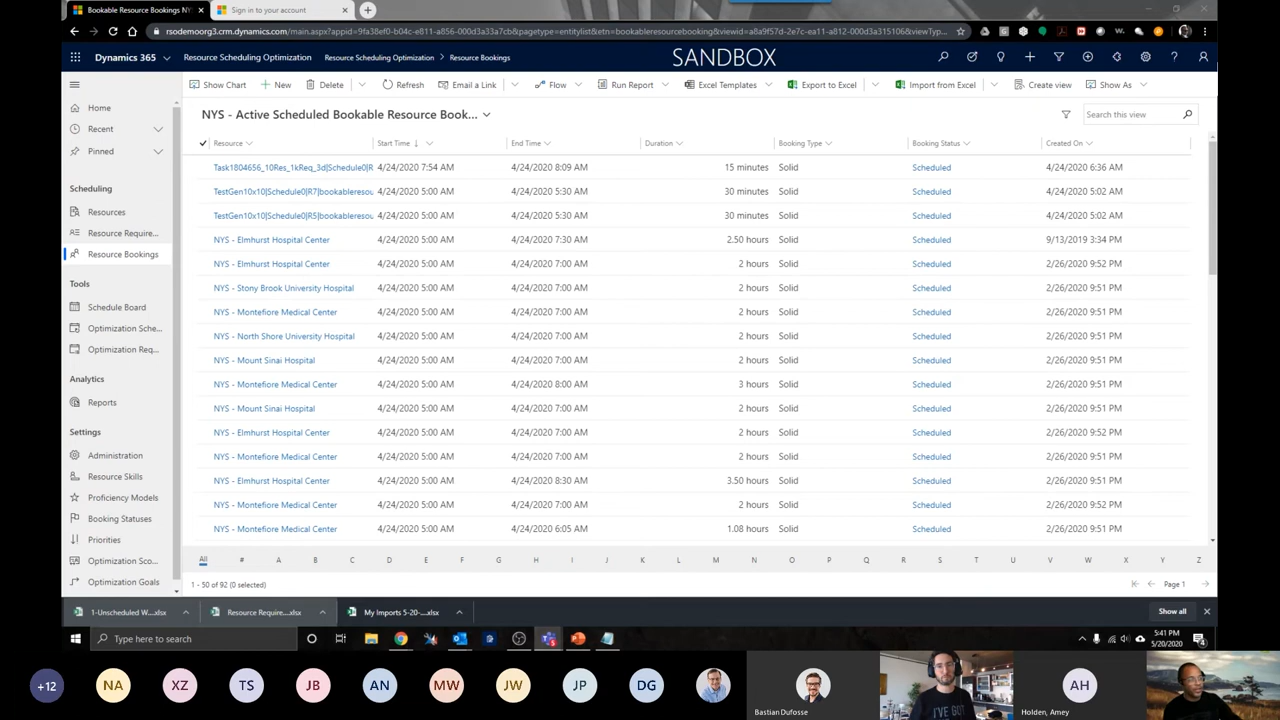 Bookable Resource Bookings NY
Sign in to your account
rsodemoorg3.crm.dynamics.com/main.aspx?appid=9fa38ef0-b04c-e811-a856-000d3a33a7cb&pagetype=entitylist&etn=bookableresourcebooking&viewid=a8a9f57d-2e7c-ea11-a812-000d3a315106&viewTyp...
Dynamics 365 Resource Scheduling Optimization Resource Scheduling Optimization > Resource Bookings SANDBOX
Show Chart New Delete Refresh Email a Link Flow Run Report Excel Templates Export to Excel Import from Excel Create view Show As
Home
Recent
Pinned
Scheduling
Resources
Resource Require...
Resource Bookings
Tools
Schedule Board
Optimization Sche...
Optimization Req...
Analytics
Reports
Settings
Administration
Resource Skills
Proficiency Models
Booking Statuses
Priorities
Optimization Sco...
Optimization Goals
NYS - Active Scheduled Bookable Resource Book...
Search this view
Resource Start Time ↓ End Time Duration Booking Type Booking Status Created On
Task1804656_10Res_1kReq_3d|Schedule0|R 4/24/2020 7:54 AM 4/24/2020 8:09 AM 15 minutes Solid Scheduled 4/24/2020 6:36 AM
TestGen10x10|Schedule0|R7|bookableresou 4/24/2020 5:00 AM 4/24/2020 5:30 AM 30 minutes Solid Scheduled 4/24/2020 5:02 AM
TestGen10x10|Schedule0|R5|bookableresou 4/24/2020 5:00 AM 4/24/2020 5:30 AM 30 minutes Solid Scheduled 4/24/2020 5:02 AM
NYS - Elmhurst Hospital Center 4/24/2020 5:00 AM 4/24/2020 7:30 AM 2.50 hours Solid Scheduled 9/13/2019 3:34 PM
NYS - Elmhurst Hospital Center 4/24/2020 5:00 AM 4/24/2020 7:00 AM 2 hours Solid Scheduled 2/26/2020 9:52 PM
NYS - Stony Brook University Hospital 4/24/2020 5:00 AM 4/24/2020 7:00 AM 2 hours Solid Scheduled 2/26/2020 9:51 PM
NYS - Montefiore Medical Center 4/24/2020 5:00 AM 4/24/2020 7:00 AM 2 hours Solid Scheduled 2/26/2020 9:51 PM
NYS - North Shore University Hospital 4/24/2020 5:00 AM 4/24/2020 7:00 AM 2 hours Solid Scheduled 2/26/2020 9:51 PM
NYS - Mount Sinai Hospital 4/24/2020 5:00 AM 4/24/2020 7:00 AM 2 hours Solid Scheduled 2/26/2020 9:51 PM
NYS - Montefiore Medical Center 4/24/2020 5:00 AM 4/24/2020 8:00 AM 3 hours Solid Scheduled 2/26/2020 9:51 PM
NYS - Mount Sinai Hospital 4/24/2020 5:00 AM 4/24/2020 7:00 AM 2 hours Solid Scheduled 2/26/2020 9:51 PM
NYS - Elmhurst Hospital Center 4/24/2020 5:00 AM 4/24/2020 7:00 AM 2 hours Solid Scheduled 2/26/2020 9:52 PM
NYS - Montefiore Medical Center 4/24/2020 5:00 AM 4/24/2020 7:00 AM 2 hours Solid Scheduled 2/26/2020 9:51 PM
NYS - Elmhurst Hospital Center 4/24/2020 5:00 AM 4/24/2020 8:30 AM 3.50 hours Solid Scheduled 2/26/2020 9:51 PM
NYS - Montefiore Medical Center 4/24/2020 5:00 AM 4/24/2020 7:00 AM 2 hours Solid Scheduled 2/26/2020 9:52 PM
NYS - Montefiore Medical Center 4/24/2020 5:00 AM 4/24/2020 6:05 AM 1.08 hours Solid Scheduled 2/26/2020 9:51 PM
All # A B C D E F G H I J K L M N O P Q R S T U V W X Y Z
1 - 50 of 92 (0 selected) Page 1
1-Unscheduled W....xlsx Resource Require....xlsx My Imports 5-20-....xlsx Show all
Type here to search
5:41 PM
5/20/2020
4
+12 NA XZ TS JB AN MW JW JP DG AH
Bastian Dufosse
Holden, Amey
I'VE GOT